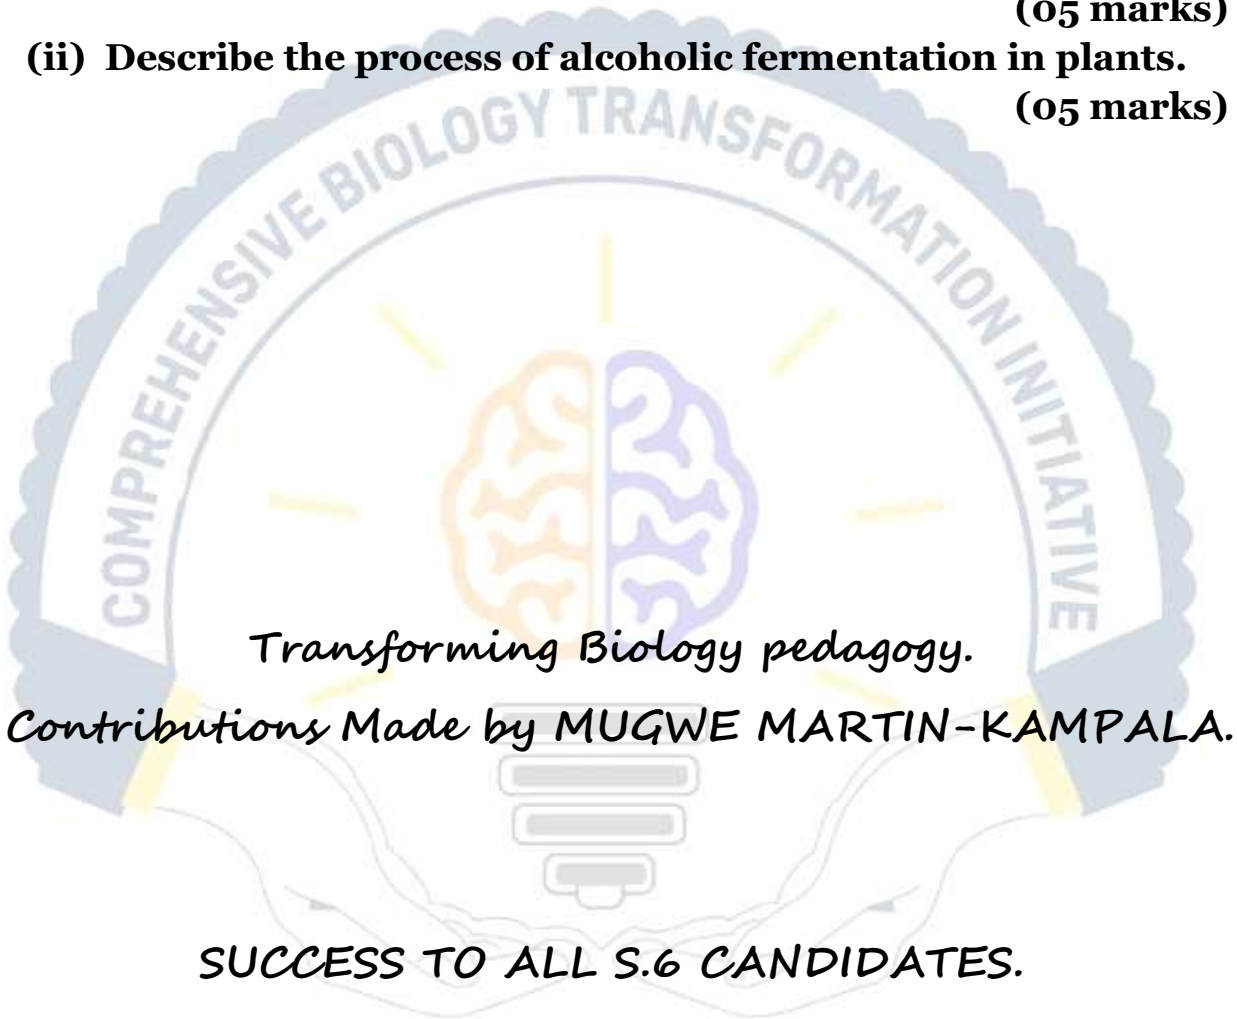 (05 marks)
(ii) Describe the process of alcoholic fermentation in plants.
(05 marks)
COMPREHENSIVE BIOLOGY TRANSFORMATION INITIATIVE
Transforming Biology pedagogy.
Contributions Made by MUGWE MARTIN-KAMPALA.
SUCCESS TO ALL S.6 CANDIDATES.